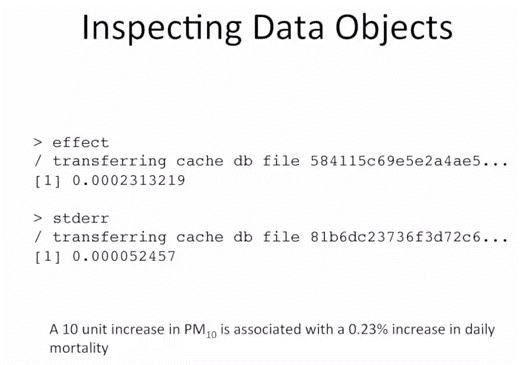 Inspecting Data Objects
> effect
/ transferring cache db file 584115c69e5e2a4ae5...
[1] 0.0002313219
> stderr
/ transferring cache db file 81b6dc23736f3d72c6...
[1] 0.000052457
A 10 unit increase in PM10 is associated with a 0.23% increase in daily
mortality